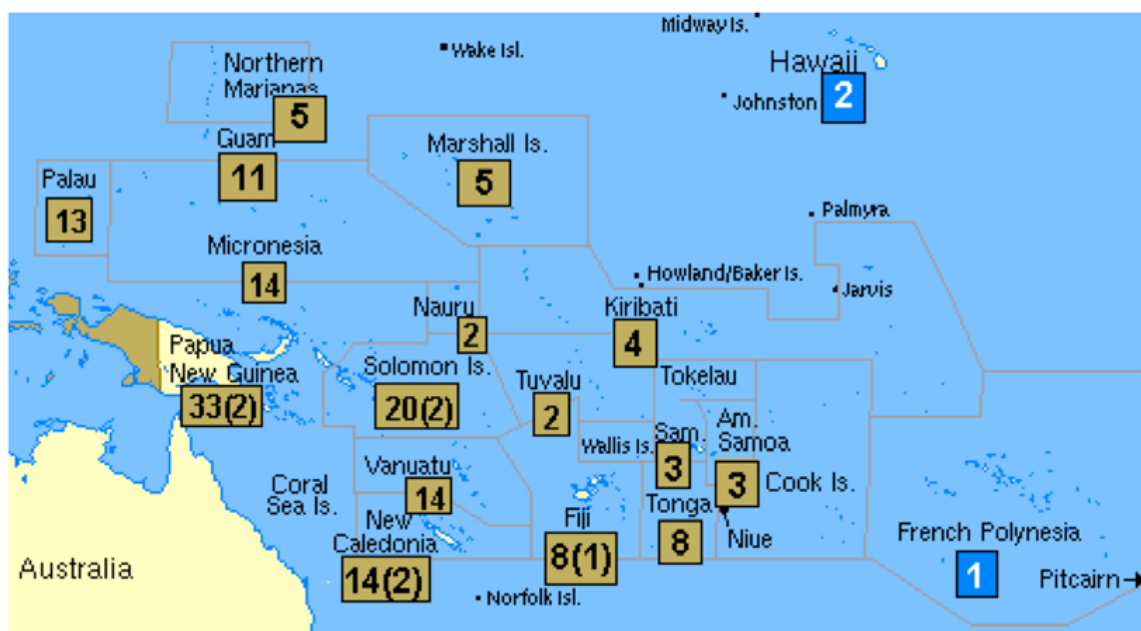 Midway Is.
Wake Isl.
Hawaii
Northern
Marianas
Johnston
2
5
Guam
Marshall Is.
11
5
Palau
13
Palmyra
Micronesia
14
Howland/Baker Is.
Jarvis
Nauru
Kiribati
2
4
Papua
New Guinea
33(2)
Solomon Is.
20(2)
Tuvalu
2
Tokelau
Am.
Samoa
Wallis Is.
Sam.
3
3
Cook Is.
Vanuatu
14
Coral
Sea Is.
New
Caledonia
14(2)
Fiji
8(1)
Tonga
8
Niue
French Polynesia
1
Pitcairn
Australia
Norfolk Isl.